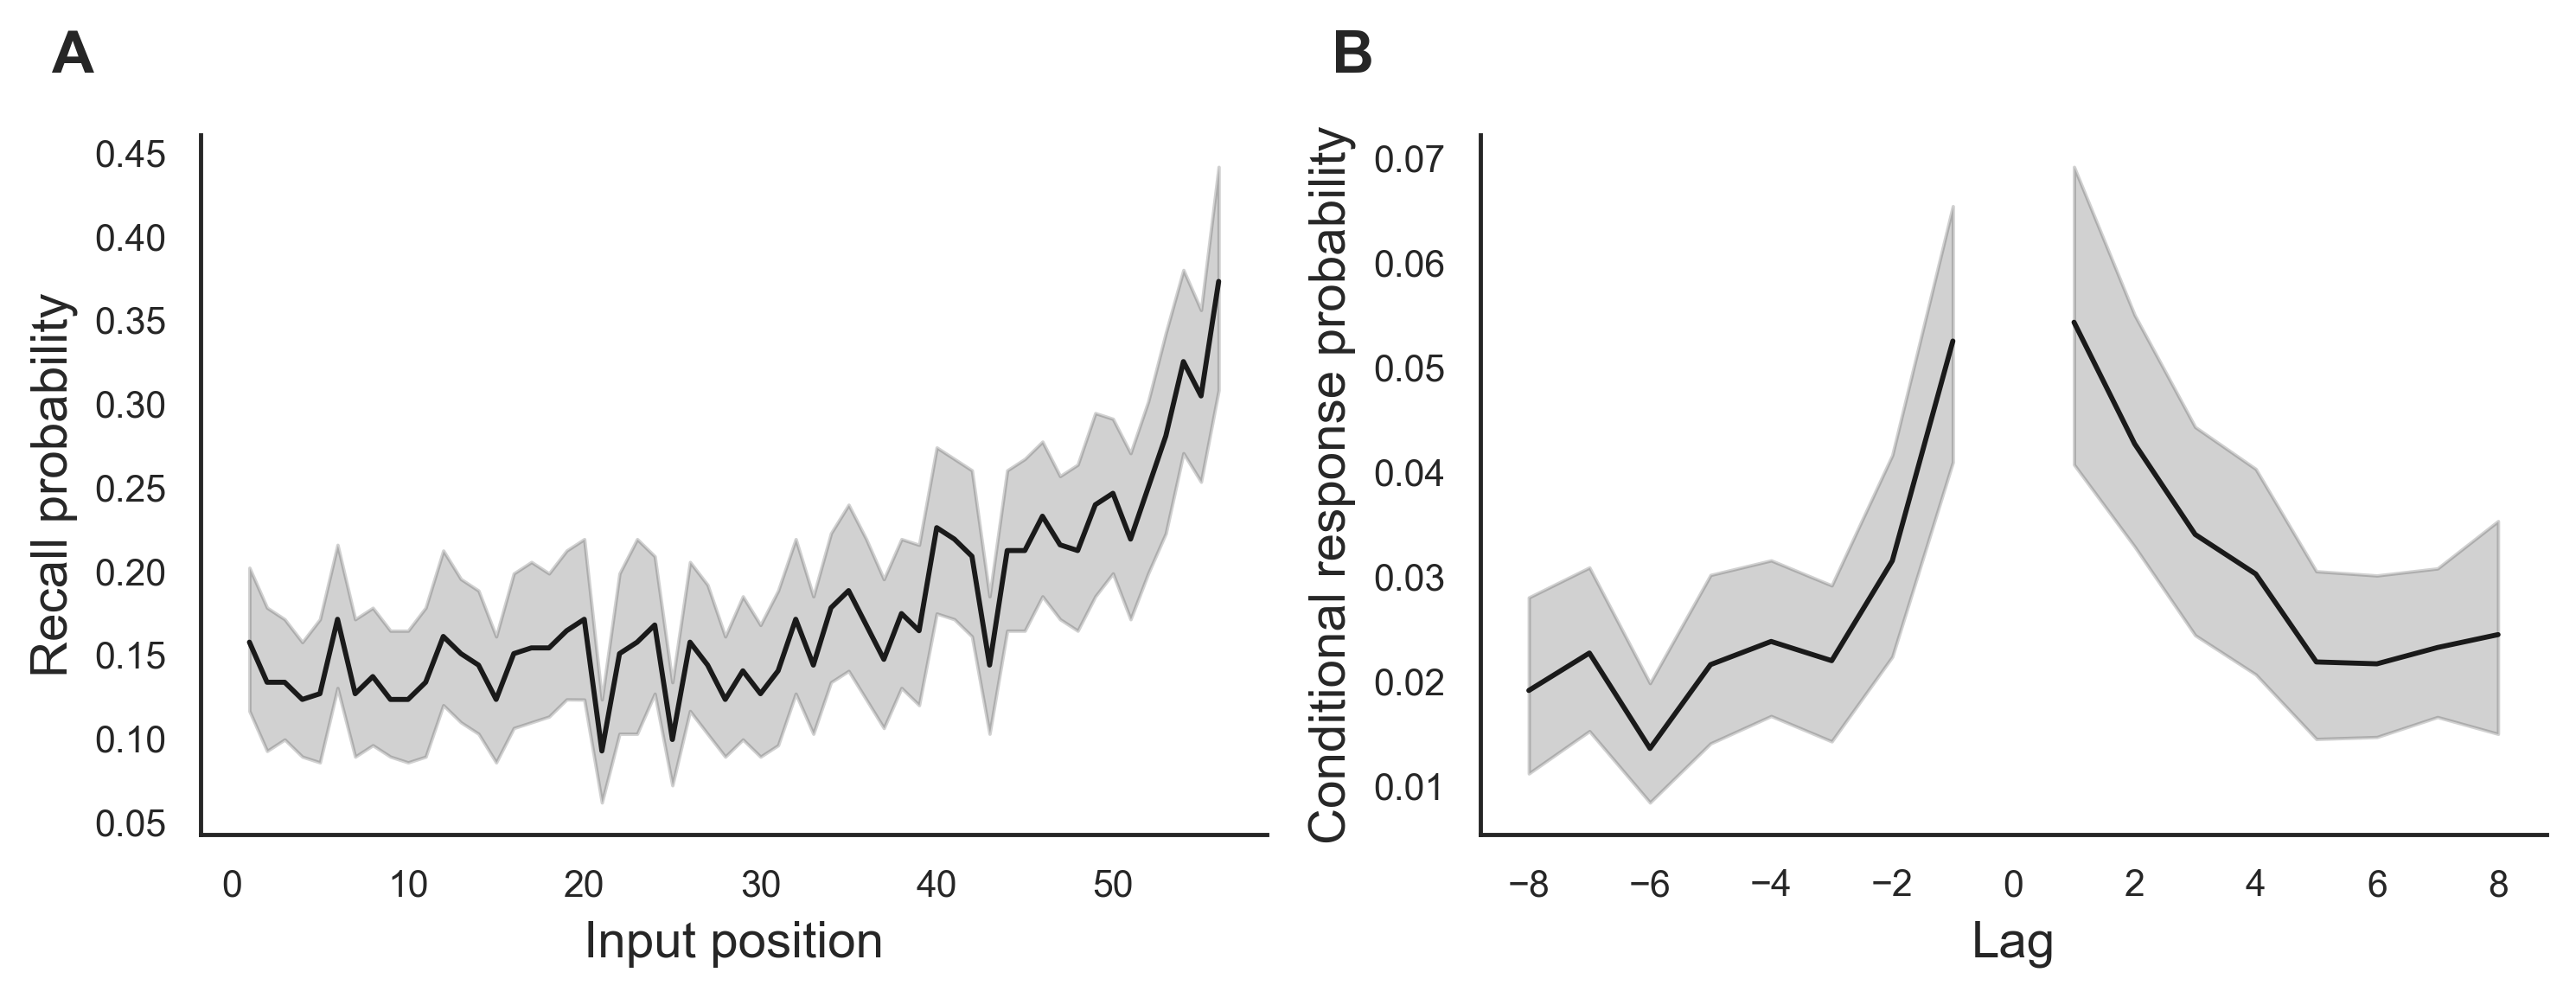 A
0.45
0.40
0.35
0.30
0.25
0.20
0.15
0.10
0.05
Recall probability
0 10 20 30 40 50
Input position
B
0.07
0.06
0.05
0.04
0.03
0.02
0.01
Conditional response probability
−8 −6 −4 −2 0 2 4 6 8
Lag